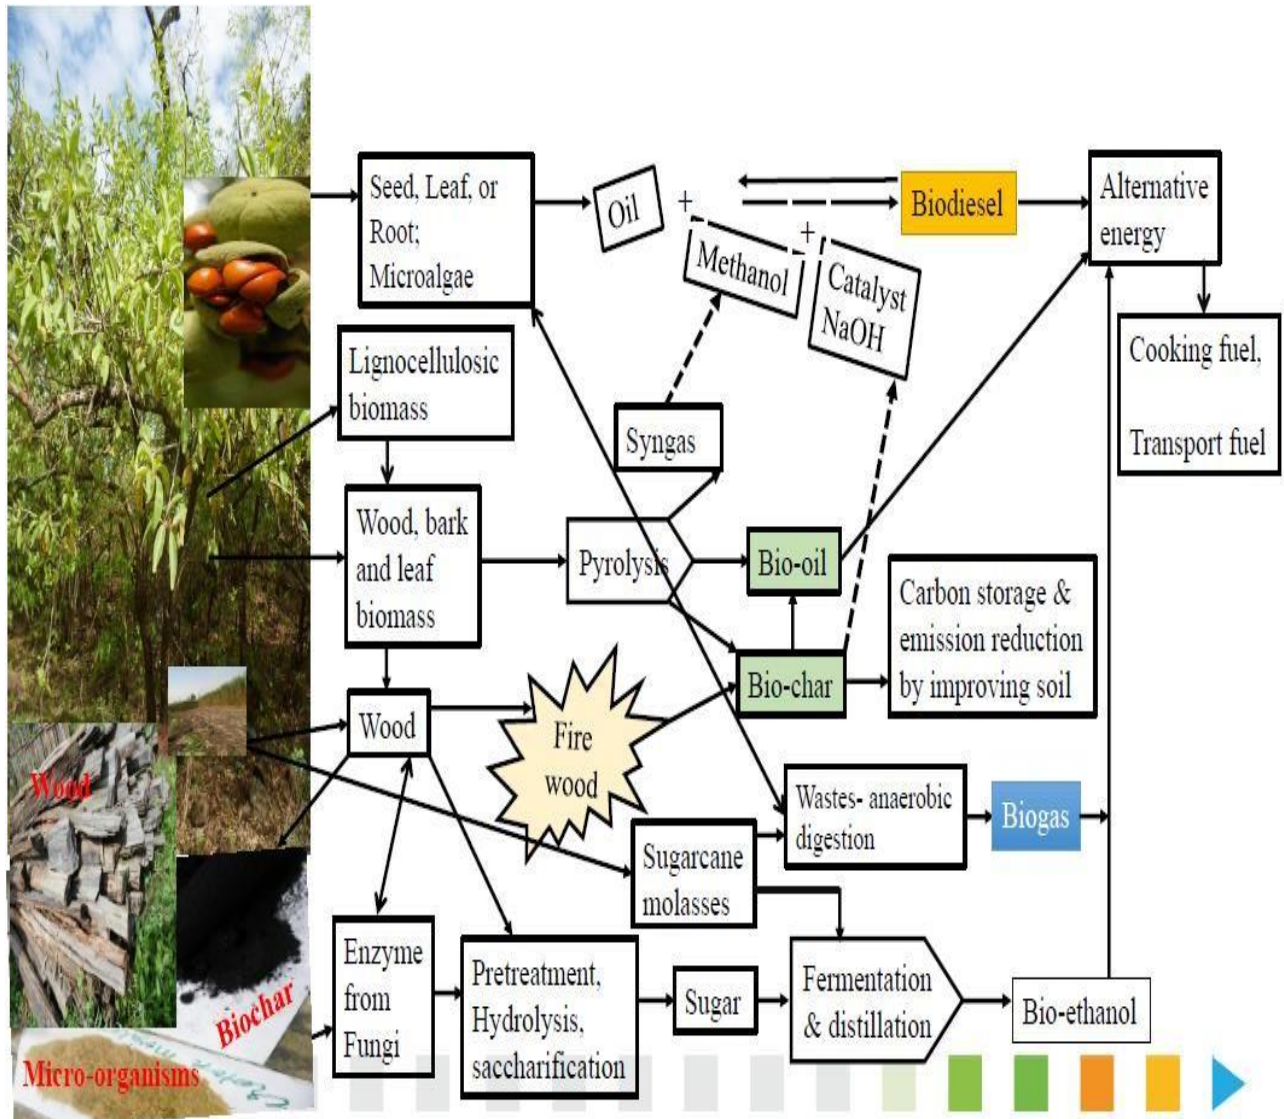 Seed, Leaf, or
Root;
Microalgae
Oil
+
Methanol
+
Catalyst
NaOH
Biodiesel
Alternative
energy
Cooking fuel,
Transport fuel
Lignocellulosic
biomass
Syngas
Wood, bark
and leaf
biomass
Pyrolysis
Bio-oil
Bio-char
Carbon storage &
emission reduction
by improving soil
Wood
Fire
wood
Wastes- anaerobic
digestion
Biogas
Sugarcane
molasses
Enzyme
from
Fungi
Pretreatment,
Hydrolysis,
saccharification
Sugar
Fermentation
& distillation
Bio-ethanol
Wood
Biochar
Micro-organisms